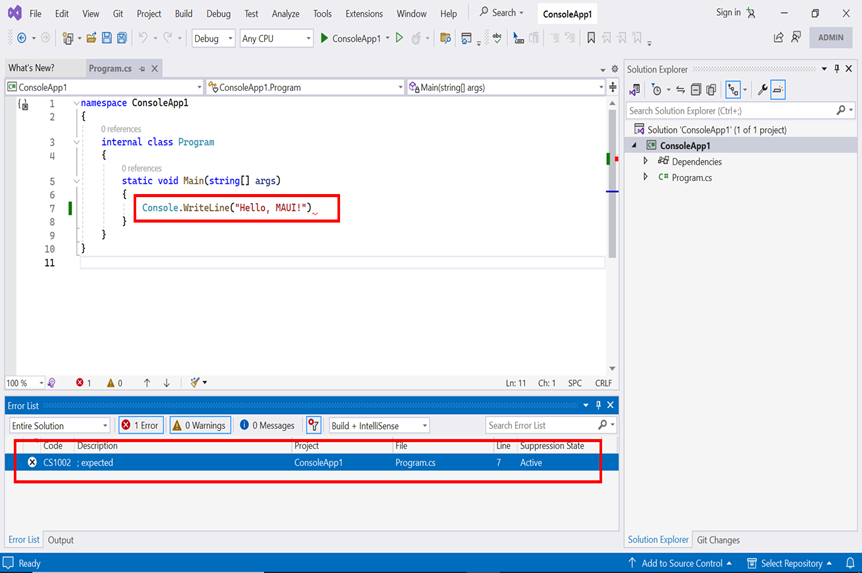 File Edit View Git Project Build Debug Test Analyze Tools Extensions Window Help Search ConsoleApp1 Sign in
Debug Any CPU ConsoleApp1 ADMIN
What's New? Program.cs
ConsoleApp1 ConsoleApp1.Program Main(string[] args)
1 namespace ConsoleApp1
2 {
0 references
3 internal class Program
4 {
0 references
5 static void Main(string[] args)
6 {
7 Console.WriteLine("Hello, MAUI!")
8 }
9 }
10 }
11
100 % 1 0 Ln: 11 Ch: 1 SPC CRLF
Error List
Entire Solution 1 Error 0 Warnings 0 Messages Build + IntelliSense Search Error List
Code Description Project File Line Suppression State
CS1002 ; expected ConsoleApp1 Program.cs 7 Active
Error List Output
Solution Explorer
Search Solution Explorer (Ctrl+;)
Solution 'ConsoleApp1' (1 of 1 project)
ConsoleApp1
Dependencies
C# Program.cs
Solution Explorer Git Changes
Ready Add to Source Control Select Repository